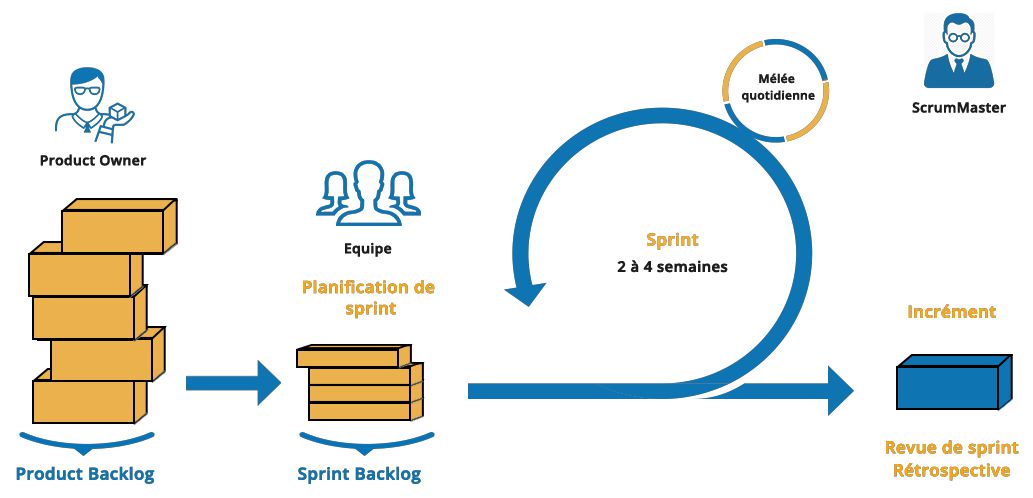 Product Owner
Product Backlog
Equipe
Planification de
sprint
Sprint Backlog
Mêlée
quotidienne
Sprint
2 à 4 semaines
ScrumMaster
Incrément
Revue de sprint
Rétrospective